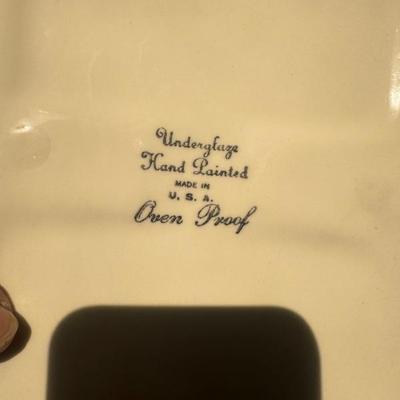 Underglaze
Hand Painted
MADE IN
U. S. A.
Oven Proof